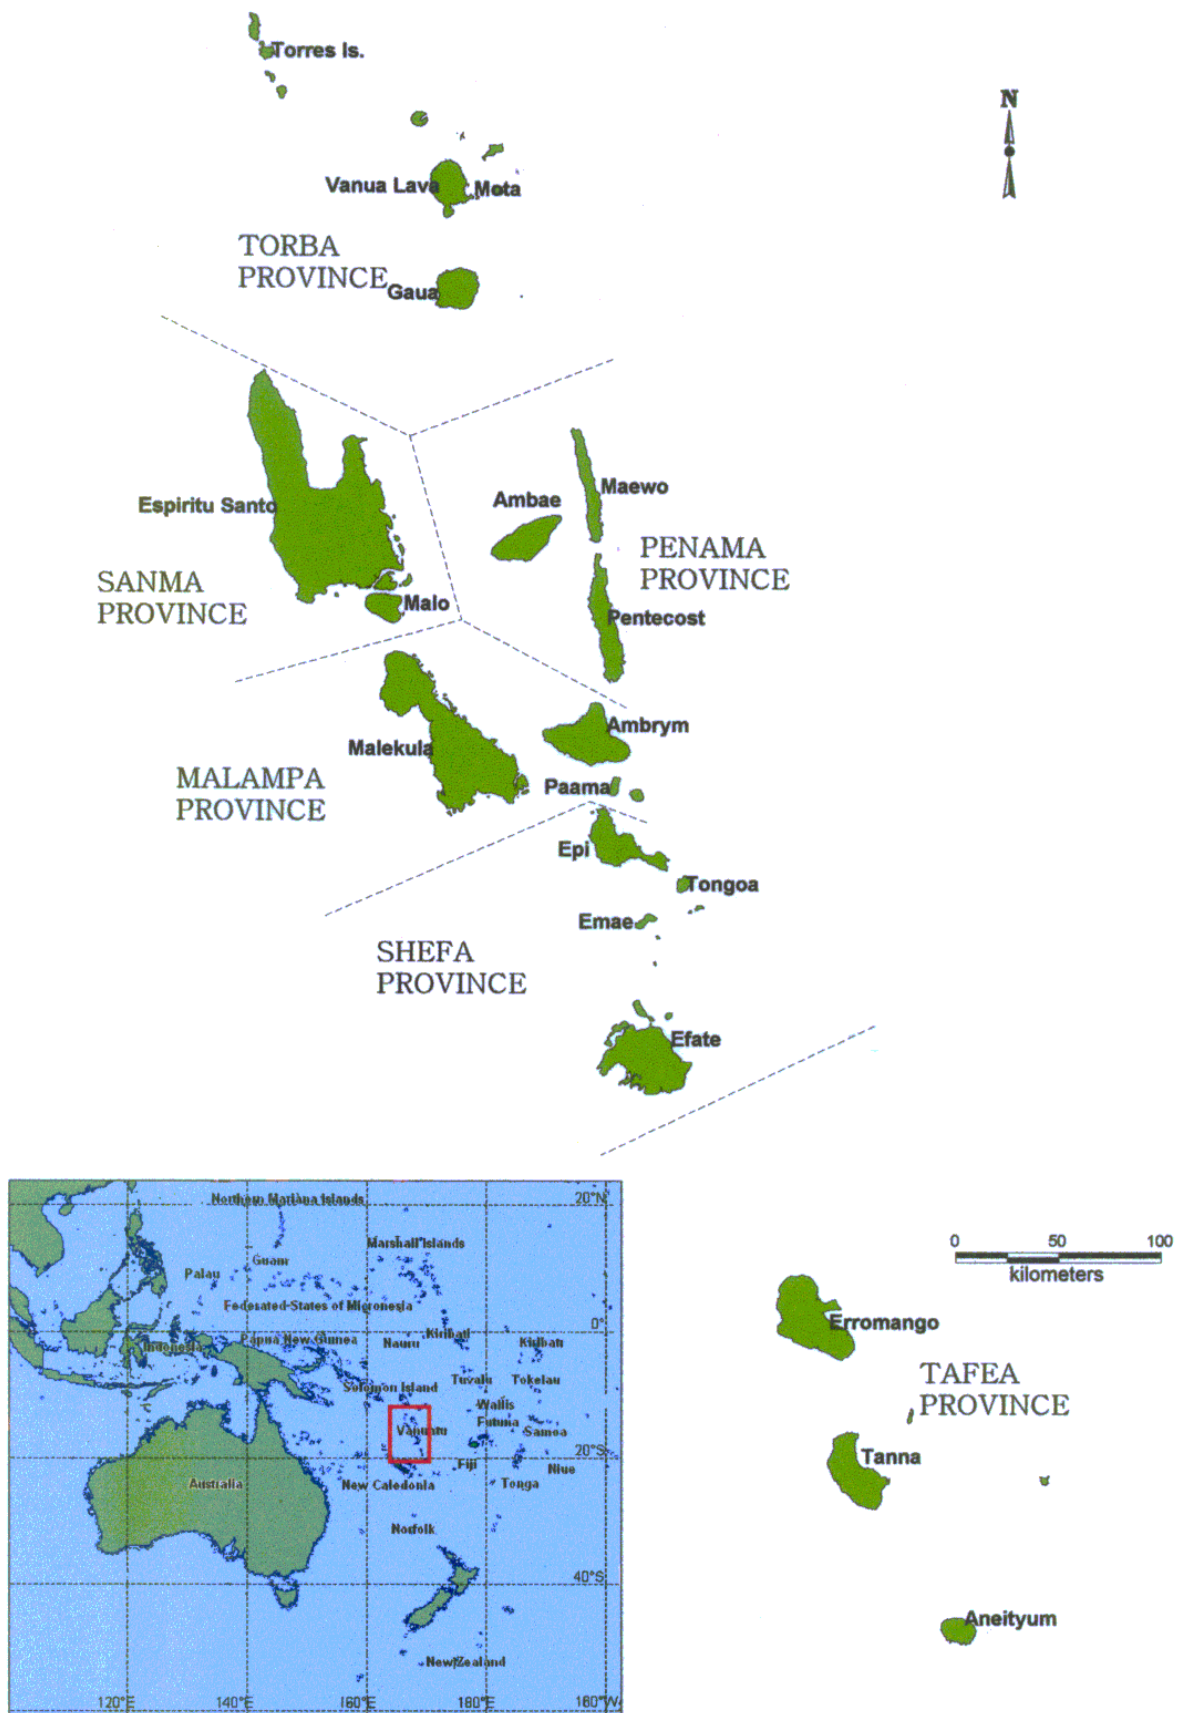 Torres Is.
N
Vanua Lava
Mota
TORBA
PROVINCE
Gaua
Espiritu Santo
Ambae
Maewo
PENAMA
PROVINCE
SANMA
PROVINCE
Malo
Pentecost
Ambrym
Malekula
MALAMPA
PROVINCE
Paama
Epi
Tongoa
Emae
SHEFA
PROVINCE
Efate
Northern Mariana Islands
20°N
Marshall Islands
Guam
Palau
Federated States of Micronesia
0°
Indonesia
Papua New Guinea
Nauru
Kiribati
Kiribati
Solomon Island
Tuvalu
Tokelau
Wallis
Futuna
Vanuatu
Samoa
20°S
Fiji
Niue
Australia
New Caledonia
Tonga
Norfolk
40°S
New Zealand
120°E
140°E
160°E
180°E
160°W
0 50 100
kilometers
Erromango
TAFEA
PROVINCE
Tanna
Aneityum